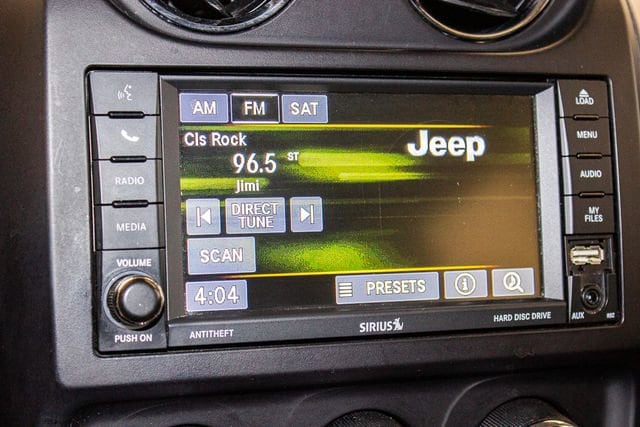 LOAD
AM FM SAT
MENU
Cls Rock
Jeep
96.5 ST
RADIO
AUDIO
Jimi
DIRECT
TUNE
MY
FILES
MEDIA
SCAN
VOLUME
4:04
PRESETS
PUSH ON
ANTITHEFT
SIRIUS
HARD DISC DRIVE
AUX